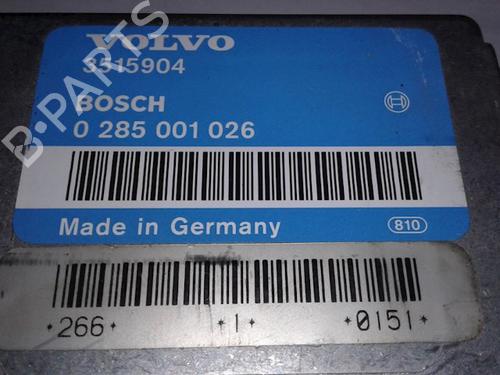 VOLVO
3515904
BOSCH
0 285 001 026
Made in Germany 810
*266* *1* *0151*
B-PARTS